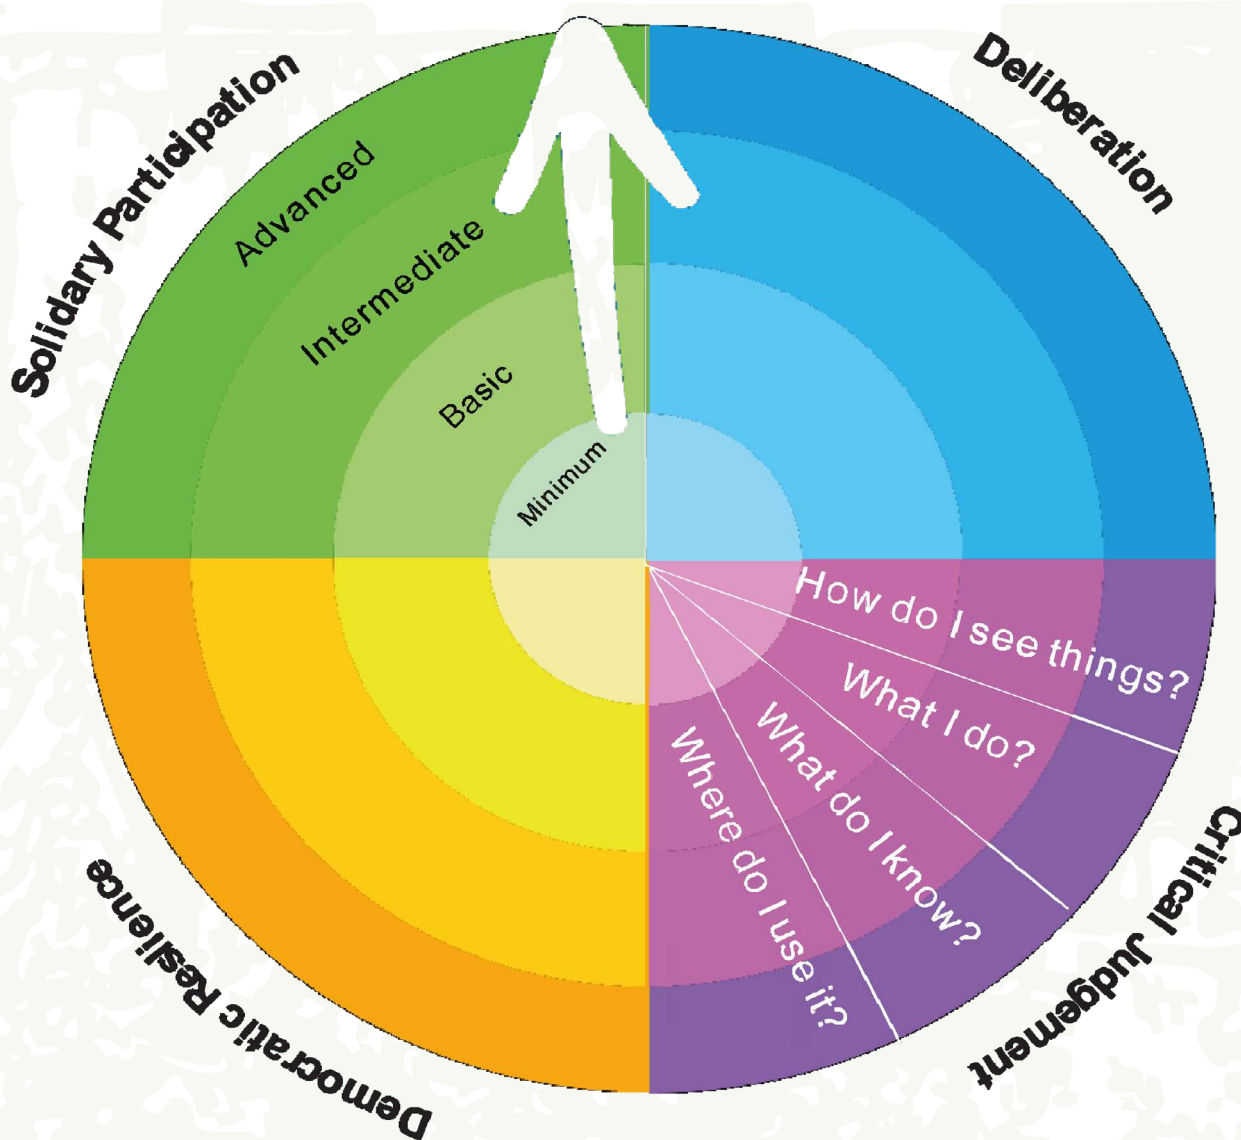 Solidary Participation
Deliberation
Advanced
Intermediate
Basic
Minimum
How do I see things?
What I do?
What do I know?
Where do I use it?
Critical Judgement
Democratic Reslience